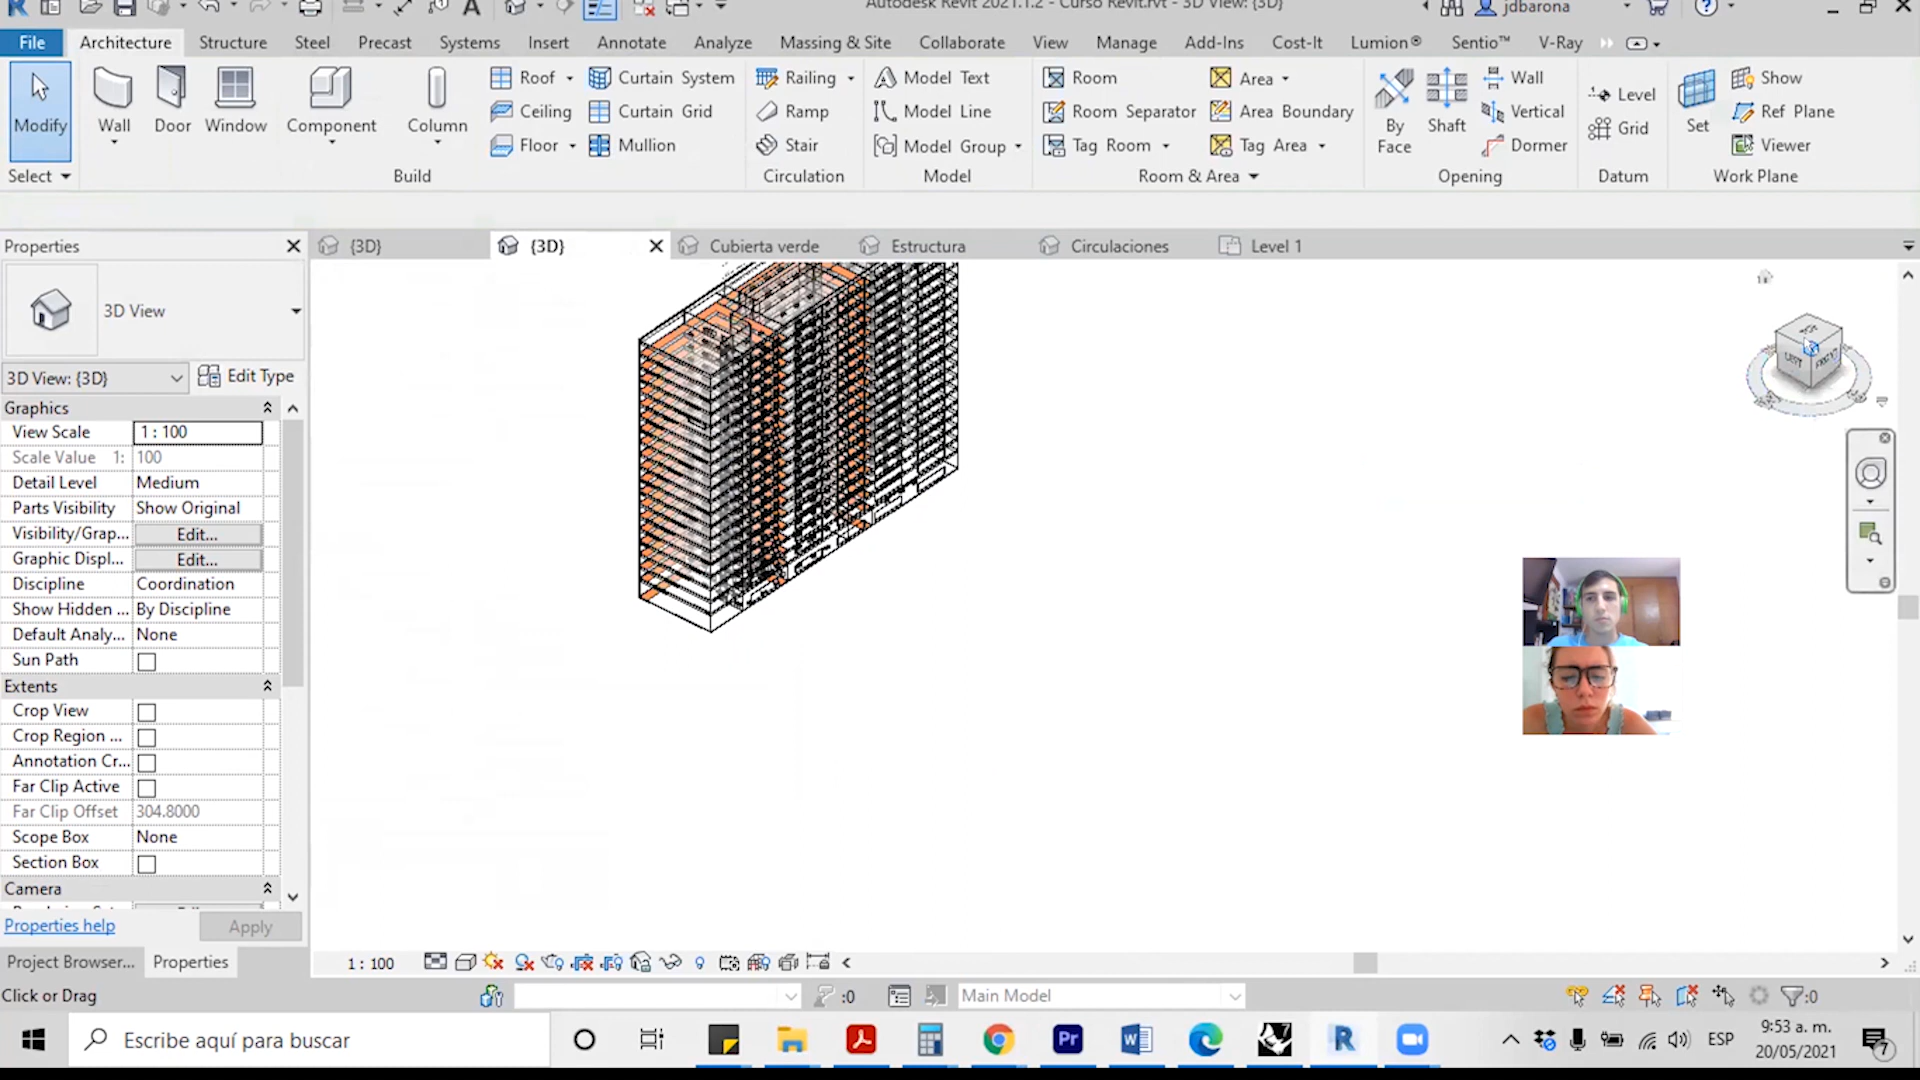 Autodesk Revit 2021.1.2 - Curso Revit.rvt - 3D View: {3D}
jdbarona
File
Architecture
Structure
Steel
Precast
Systems
Insert
Annotate
Analyze
Massing & Site
Collaborate
View
Manage
Add-Ins
Cost-It
Lumion®
Sentio™
V-Ray
Modify
Wall
Door
Window
Component
Column
Roof
Ceiling
Floor
Curtain System
Curtain Grid
Mullion
Railing
Ramp
Stair
Model Text
Model Line
Model Group
Room
Room Separator
Tag Room
Area
Area Boundary
Tag Area
By Face
Shaft
Wall
Vertical
Dormer
Level
Grid
Set
Show
Ref Plane
Viewer
Select
Build
Circulation
Model
Room & Area
Opening
Datum
Work Plane
Properties
{3D}
{3D}
Cubierta verde
Estructura
Circulaciones
Level 1
3D View
3D View: {3D}
Edit Type
Graphics
View Scale 1 : 100
Scale Value 1: 100
Detail Level Medium
Parts Visibility Show Original
Visibility/Grap... Edit...
Graphic Displ... Edit...
Discipline Coordination
Show Hidden ... By Discipline
Default Analy... None
Sun Path
Extents
Crop View
Crop Region ...
Annotation Cr...
Far Clip Active
Far Clip Offset 304.8000
Scope Box None
Section Box
Camera
Properties help
Apply
Project Browser...
Properties
1 : 100
TOP
Click or Drag
:0
Main Model
:0
Escribe aquí para buscar
Pr
ESP
9:53 a. m.
20/05/2021
7